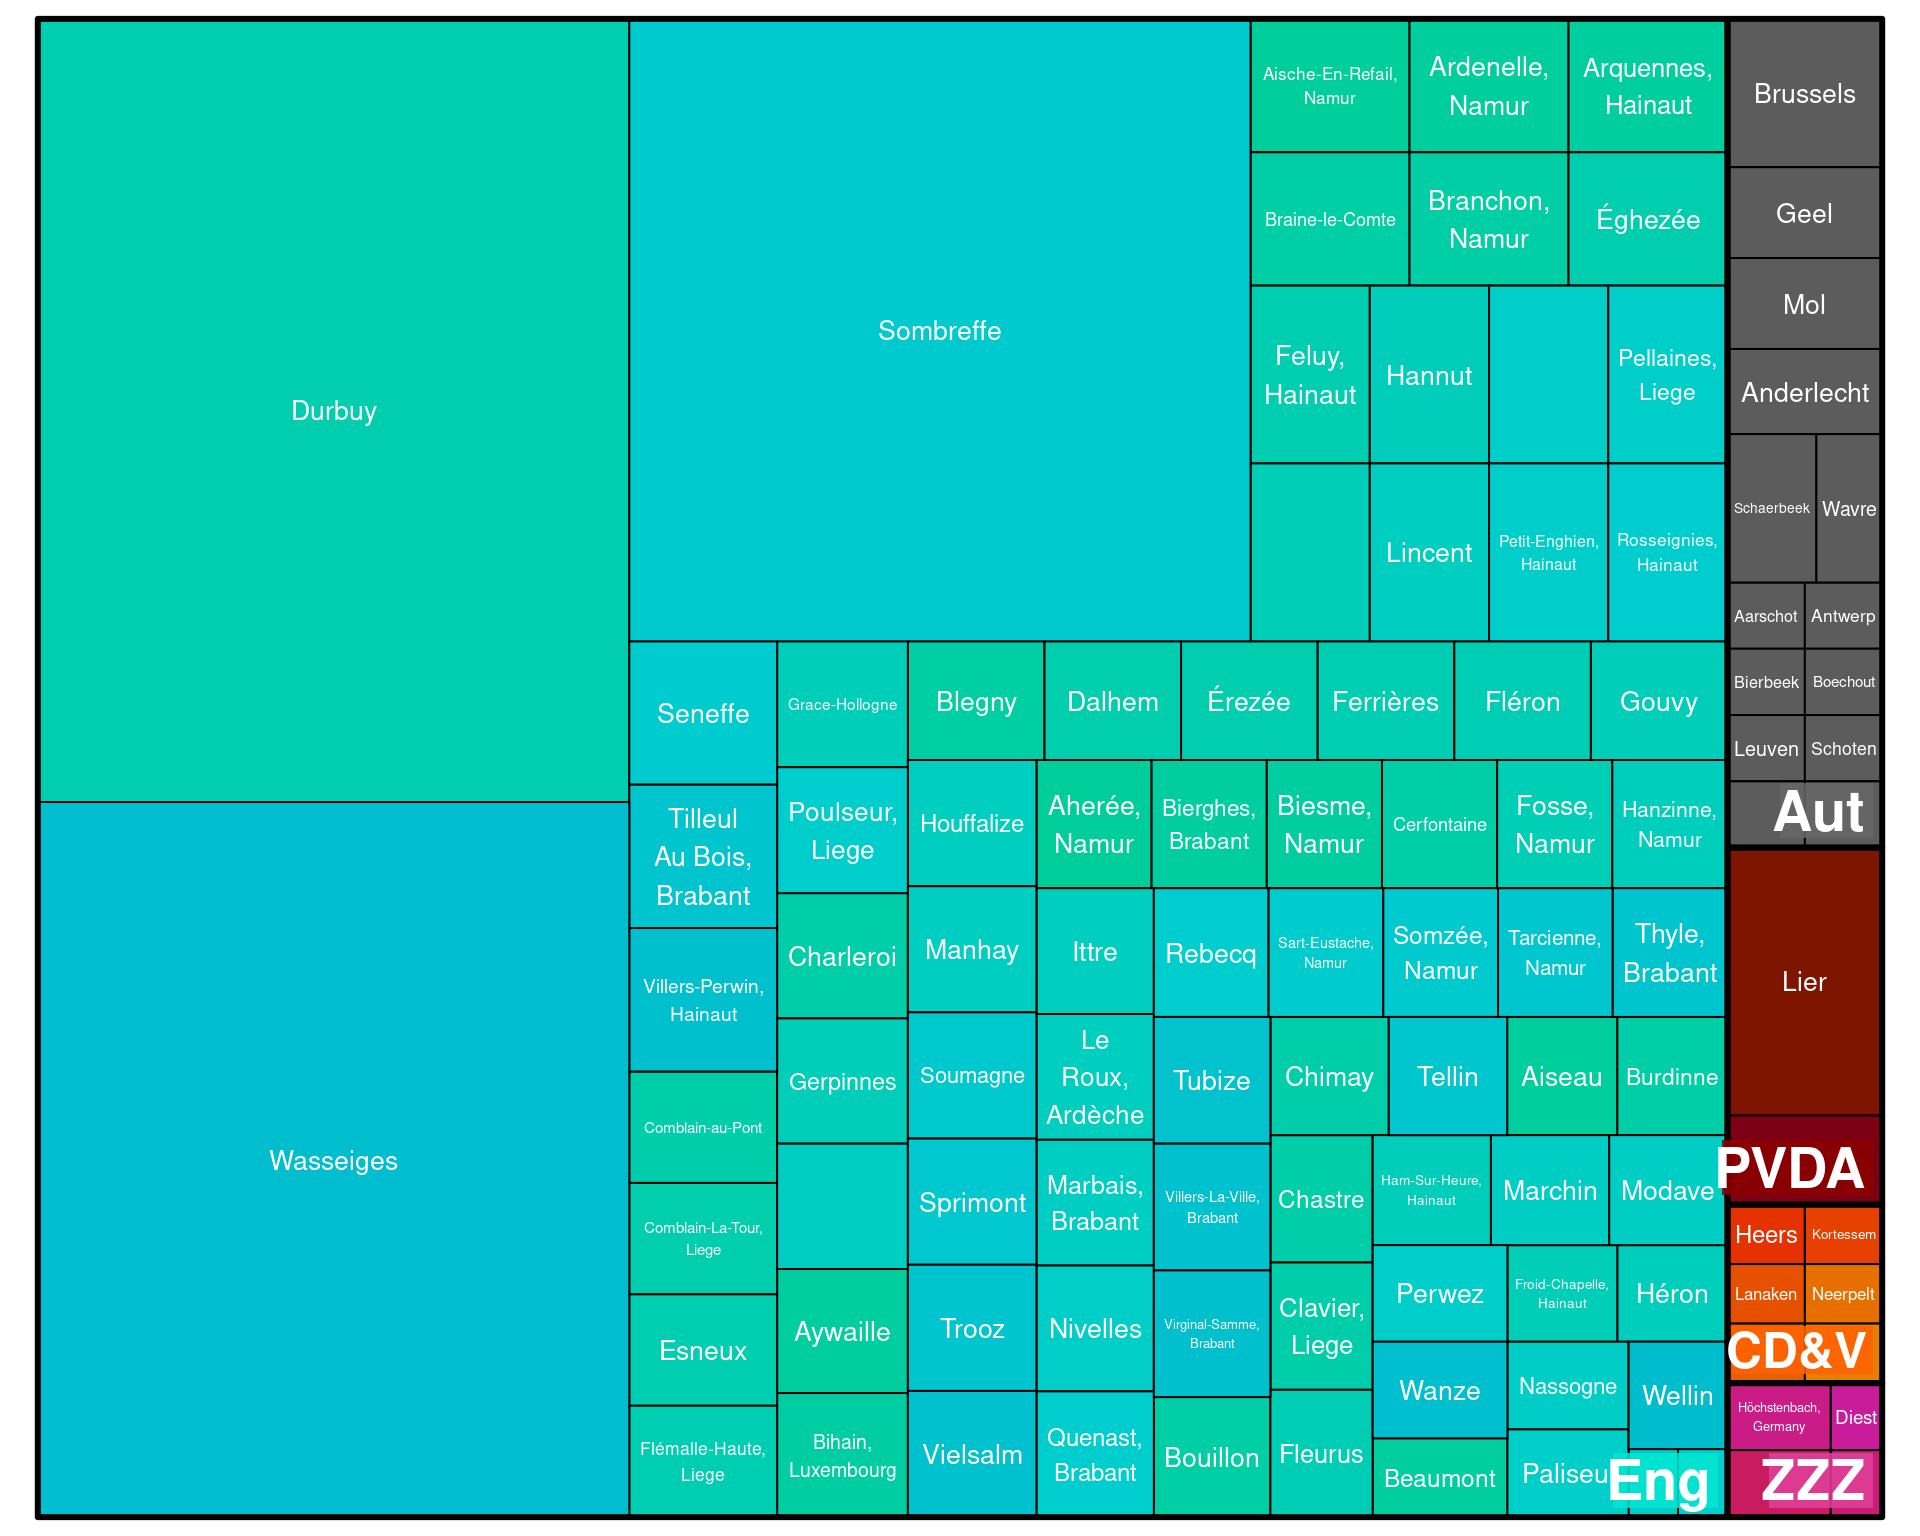 Durbuy
Wasseiges
Sombreffe
Aische-En-Refail,
Namur
Ardenelle,
Namur
Arquennes,
Hainaut
Braine-le-Comte
Branchon,
Namur
Éghezée
Feluy,
Hainaut
Hannut
Pellaines,
Liege
Lincent
Petit-Enghien,
Hainaut
Rosseignies,
Hainaut
Seneffe
Tilleul
Au Bois,
Brabant
Villers-Perwin,
Hainaut
Comblain-au-Pont
Comblain-La-Tour,
Liege
Esneux
Flémalle-Haute,
Liege
Grace-Hollogne
Poulseur,
Liege
Charleroi
Gerpinnes
Aywaille
Bihain,
Luxembourg
Blegny
Dalhem
Érezée
Ferrières
Fléron
Gouvy
Houffalize
Manhay
Soumagne
Sprimont
Trooz
Vielsalm
Aherée,
Namur
Bierghes,
Brabant
Biesme,
Namur
Cerfontaine
Fosse,
Namur
Hanzinne,
Namur
Ittre
Le
Roux,
Ardèche
Marbais,
Brabant
Nivelles
Quenast,
Brabant
Rebecq
Sart-Eustache,
Namur
Somzée,
Namur
Tarcienne,
Namur
Thyle,
Brabant
Tubize
Villers-La-Ville,
Brabant
Virginal-Samme,
Brabant
Bouillon
Chimay
Tellin
Aiseau
Burdinne
Chastre
Clavier,
Liege
Fleurus
Ham-Sur-Heure,
Hainaut
Marchin
Modave
Perwez
Wanze
Beaumont
Froid-Chapelle,
Hainaut
Héron
Nassogne
Wellin
Paliseu
Eng
Brussels
Geel
Mol
Anderlecht
Schaerbeek
Wavre
Aarschot
Antwerp
Bierbeek
Boechout
Leuven
Schoten
Aut
Lier
PVDA
Heers
Kortessem
Lanaken
Neerpelt
CD&V
Höchstenbach,
Germany
Diest
ZZZ